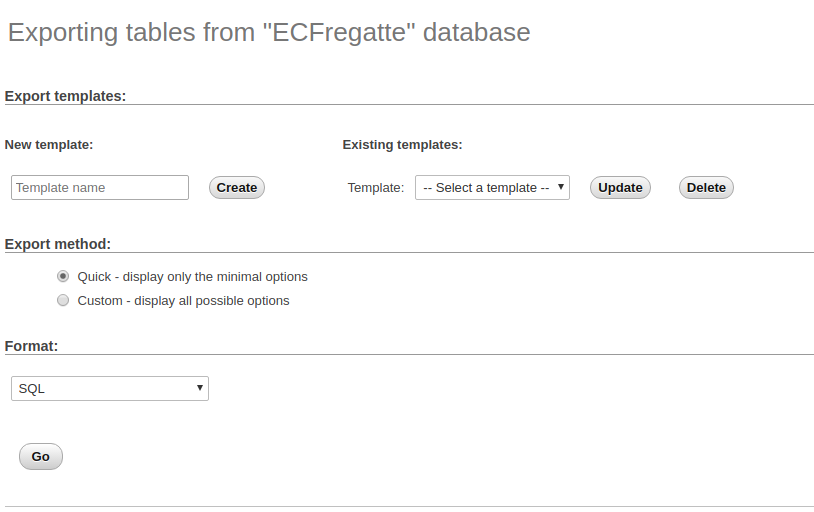 Exporting tables from "ECFregatte" database
Export templates:
New template: Existing templates:
Template name Create Template: -- Select a template -- Update Delete
Export method:
Quick - display only the minimal options
Custom - display all possible options
Format:
SQL
Go